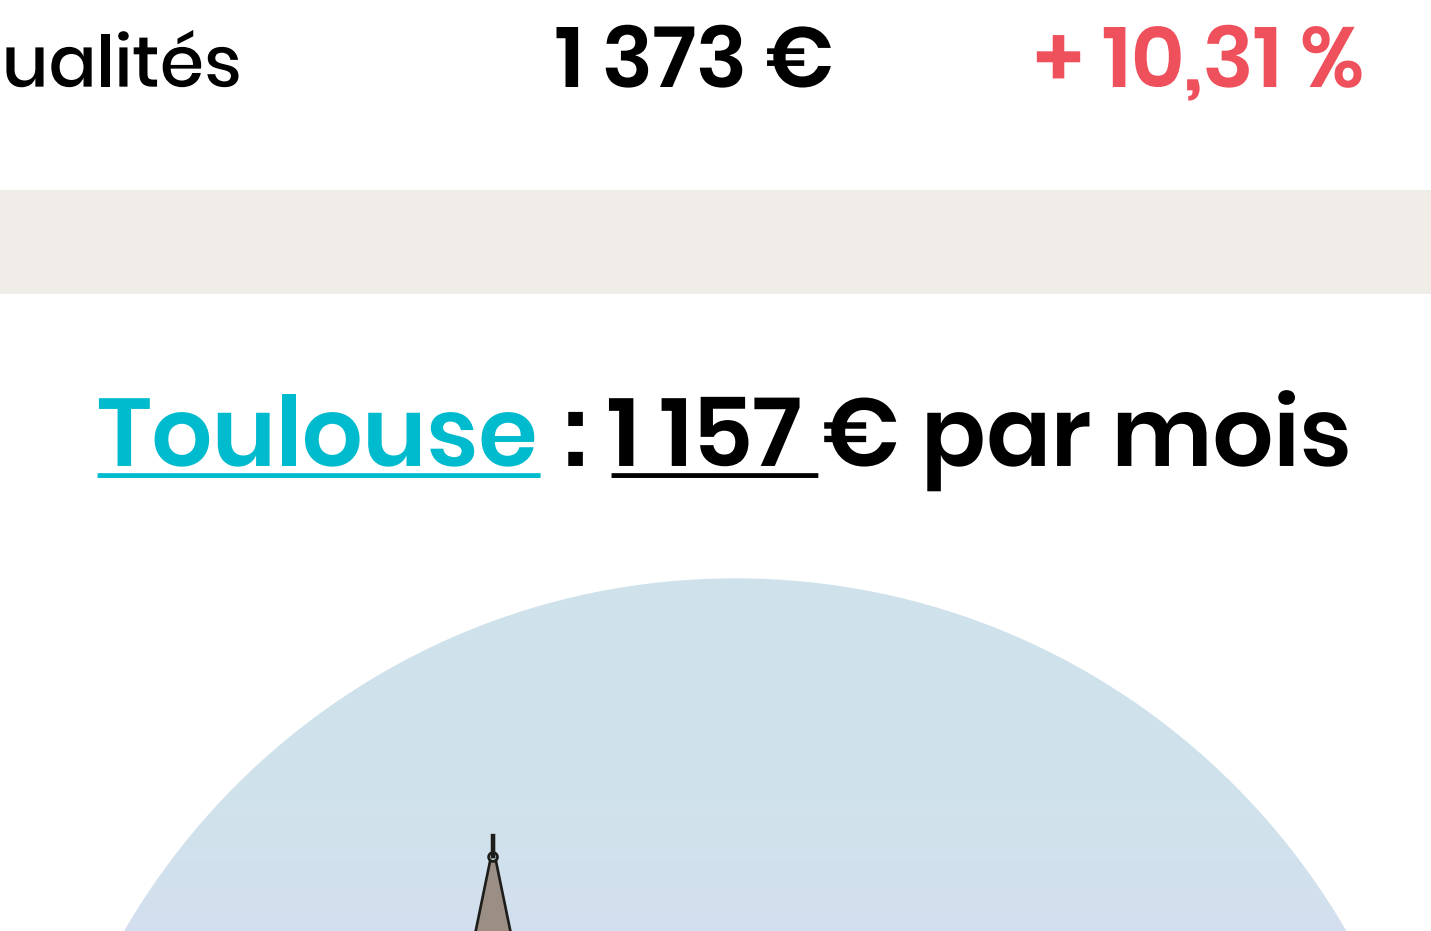 ualités 1 373 € + 10,31 %
Toulouse : 1 157 € par mois